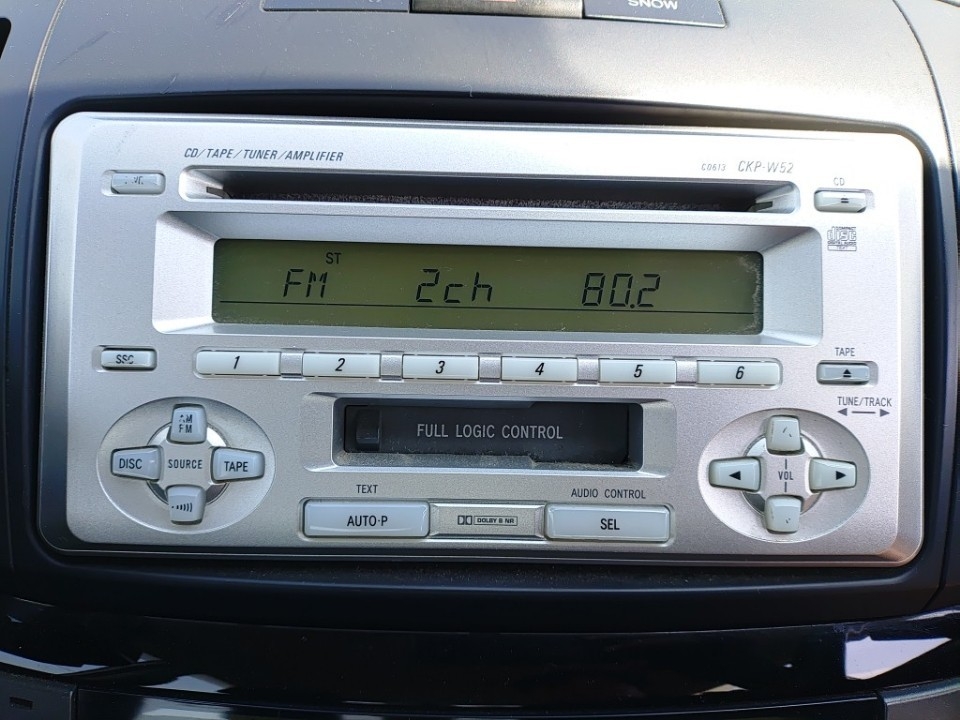 SNOW
CD/TAPE/TUNER/AMPLIFIER
C0613 CKP-W52
CD
disc
ST
FM 2ch 80.2
SSC
1 2 3 4 5 6
TAPE
TUNE/TRACK
FULL LOGIC CONTROL
AM
FM
DISC SOURCE TAPE
VOL
TEXT
AUDIO CONTROL
AUTO·P
DOLBY B NR
SEL